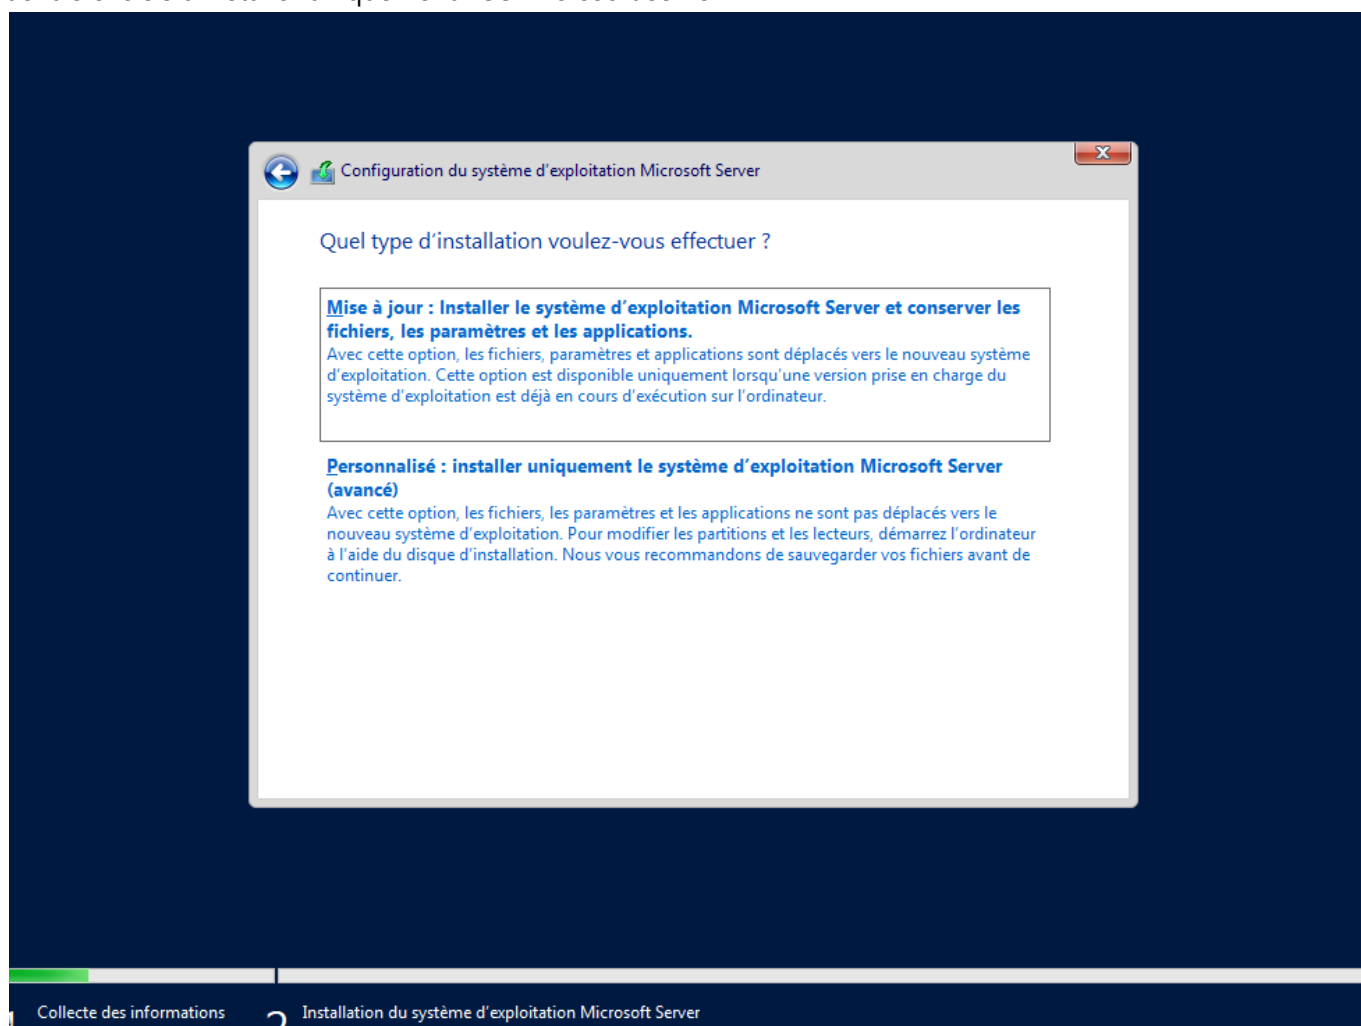 Configuration du système d'exploitation Microsoft Server
Quel type d'installation voulez-vous effectuer ?
Mise à jour : Installer le système d'exploitation Microsoft Server et conserver les
fichiers, les paramètres et les applications.
Avec cette option, les fichiers, paramètres et applications sont déplacés vers le nouveau système
d'exploitation. Cette option est disponible uniquement lorsqu'une version prise en charge du
système d'exploitation est déjà en cours d'exécution sur l'ordinateur.
Personnalisé : installer uniquement le système d'exploitation Microsoft Server
(avancé)
Avec cette option, les fichiers, les paramètres et les applications ne sont pas déplacés vers le
nouveau système d'exploitation. Pour modifier les partitions et les lecteurs, démarrez l'ordinateur
à l'aide du disque d'installation. Nous vous recommandons de sauvegarder vos fichiers avant de
continuer.
Collecte des informations
2 Installation du système d'exploitation Microsoft Server